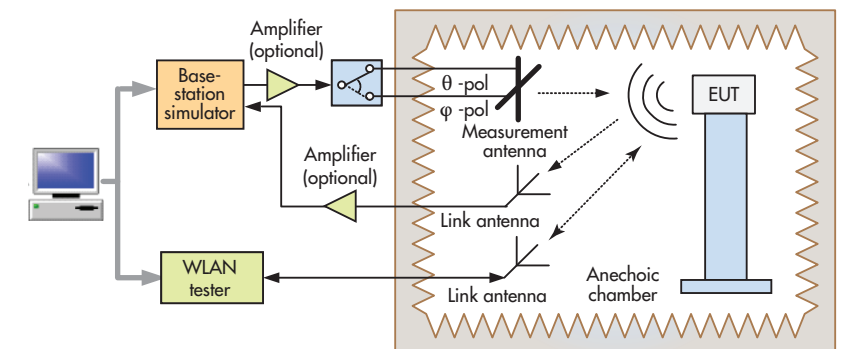 Amplifier
(optional)
Base-
station
simulator
θ -pol
φ -pol
Measurement
antenna
EUT
Amplifier
(optional)
Link antenna
WLAN
tester
Link antenna
Anechoic
chamber